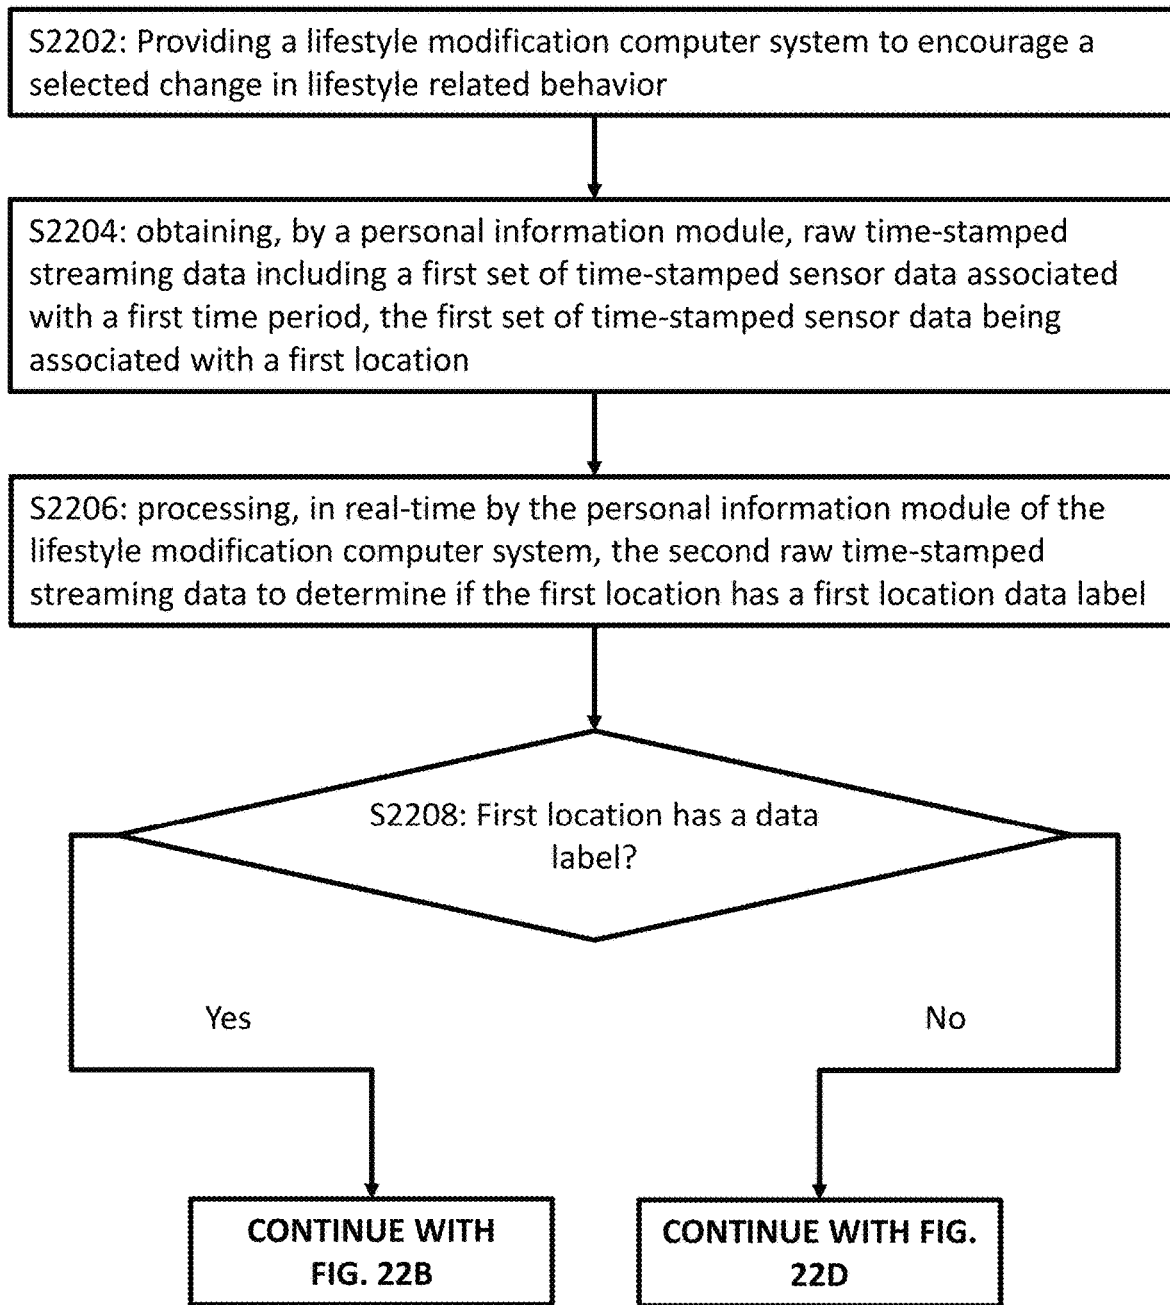 S2202: Providing a lifestyle modification computer system to encourage a
selected change in lifestyle related behavior
S2204: obtaining, by a personal information module, raw time-stamped
streaming data including a first set of time-stamped sensor data associated
with a first time period, the first set of time-stamped sensor data being
associated with a first location
S2206: processing, in real-time by the personal information module of the
lifestyle modification computer system, the second raw time-stamped
streaming data to determine if the first location has a first location data label
S2208: First location has a data
label?
Yes
No
CONTINUE WITH
FIG. 22B
CONTINUE WITH FIG.
22D